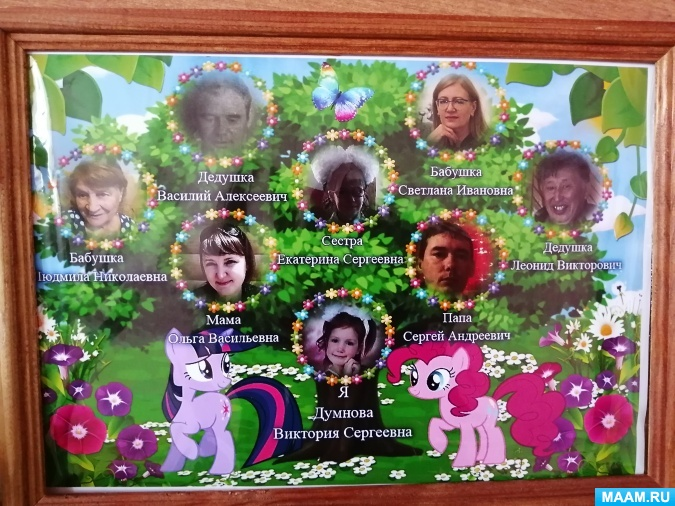 Дедушка
Василий Алексеевич
Бабушка
Светлана Ивановна
Бабушка
Людмила Николаевна
Сестра
Екатерина Сергеевна
Дедушка
Леонид Викторович
Мама
Ольга Васильевна
Папа
Сергей Андреевич
Я
Думнова
Виктория Сергеевна
MAAM.RU